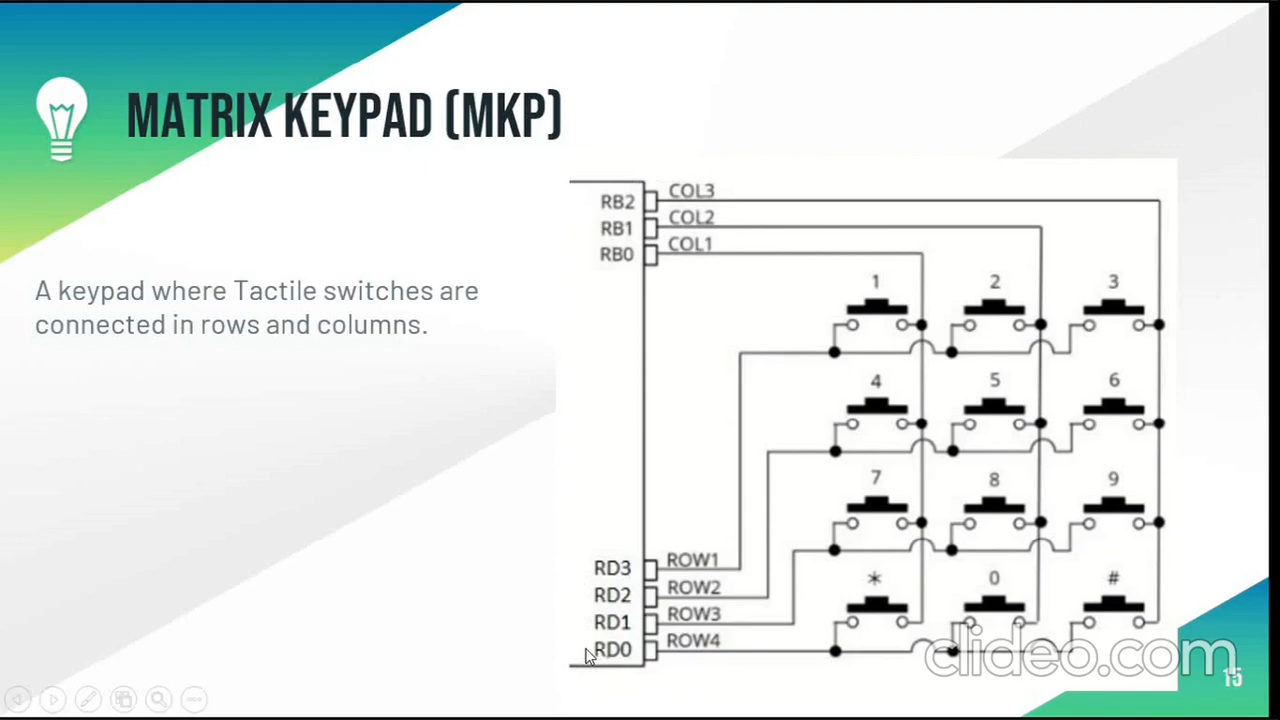 MATRIX KEYPAD (MKP)
A keypad where Tactile switches are
connected in rows and columns.
RB2 COL3
RB1 COL2
RB0 COL1
1 2 3
4 5 6
7 8 9
* 0 #
RD3 ROW1
RD2 ROW2
RD1 ROW3
RD0 ROW4
clideo.com
15